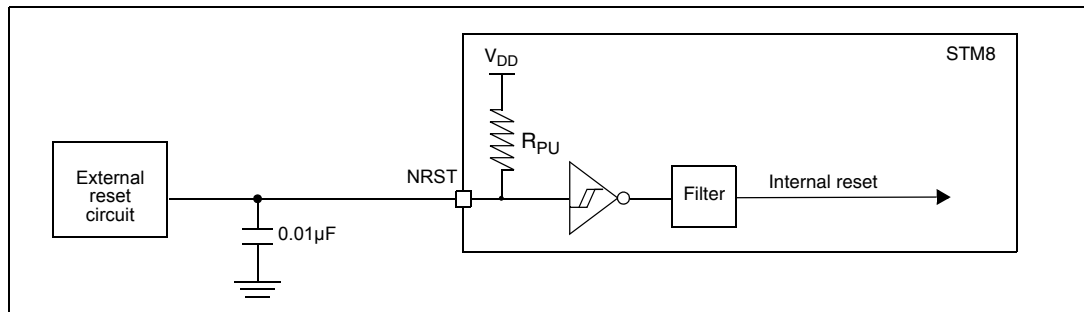 STM8
VDD
RPU
NRST
External
reset
circuit
Filter
Internal reset
0.01µF